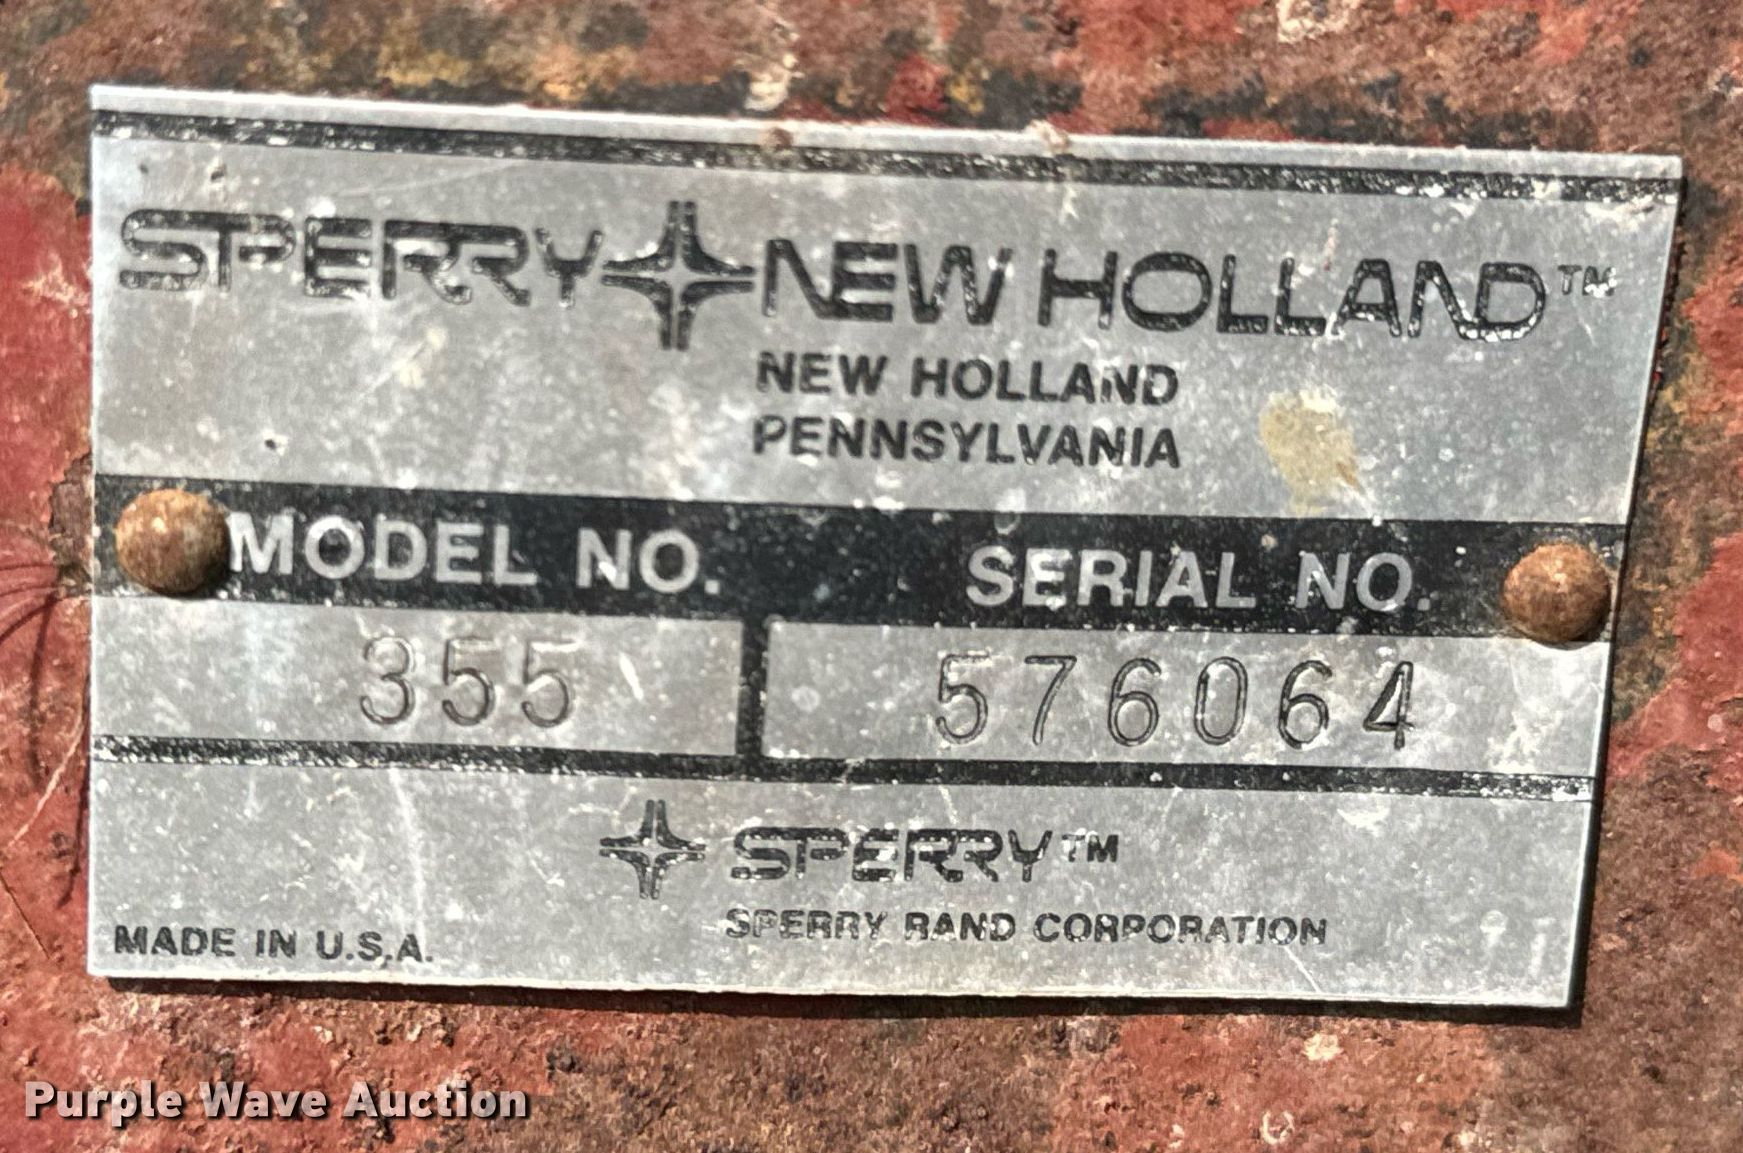 SPERRY NEW HOLLAND™
NEW HOLLAND
PENNSYLVANIA
MODEL NO. SERIAL NO.
355 576064
SPERRY™
SPERRY RAND CORPORATION
MADE IN U.S.A.
Purple Wave Auction